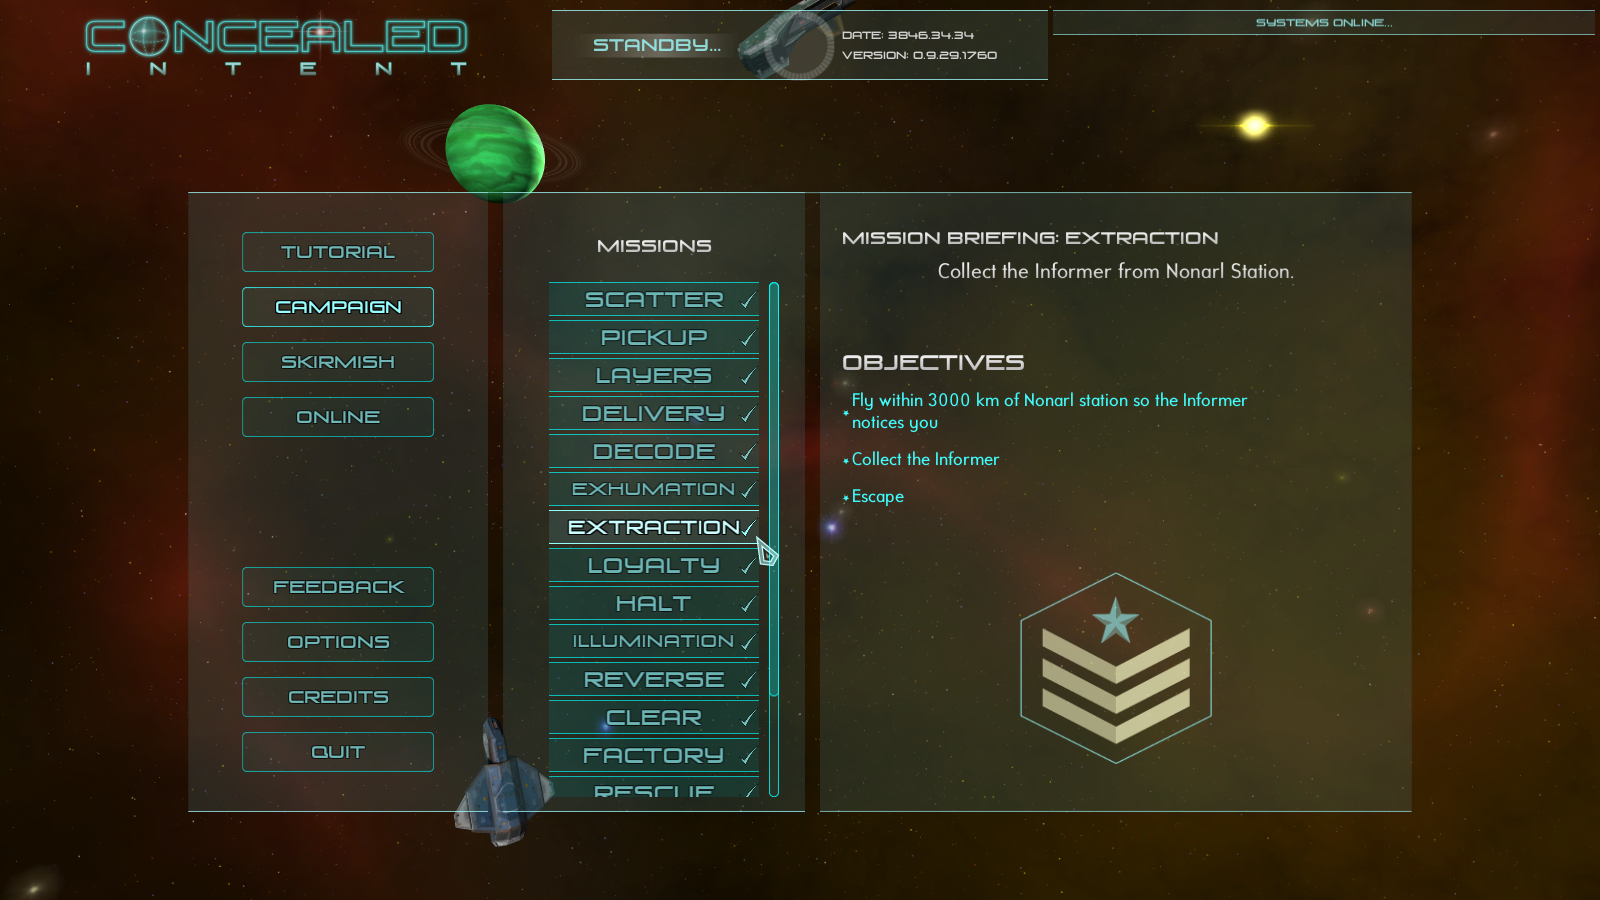 CONCEALED
INTENT
STANDBY...
DATE: 3846.34.34
VERSION: 0.9.29.1760
SYSTEMS ONLINE...
TUTORIAL
CAMPAIGN
SKIRMISH
ONLINE
FEEDBACK
OPTIONS
CREDITS
QUIT
MISSIONS
SCATTER
PICKUP
LAYERS
DELIVERY
DECODE
EXHUMATION
EXTRACTION
LOYALTY
HALT
ILLUMINATION
REVERSE
CLEAR
FACTORY
RESCUE
MISSION BRIEFING: EXTRACTION
Collect the Informer from Nonarl Station.
OBJECTIVES
Fly within 3000 km of Nonarl station so the Informer
notices you
Collect the Informer
Escape